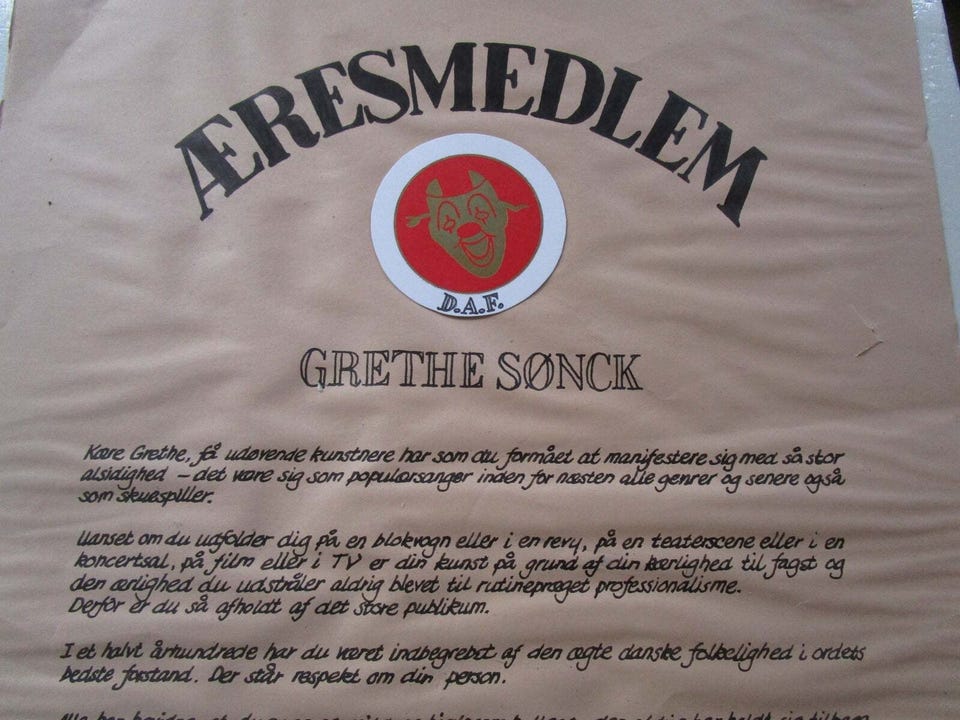 ÆRESMEDLEM
D.A.F.
GRETHE SØNCK
Kære Grethe, få udøvende kunstnere har som du formået at manifestere sig med så stor
alsidighed – det være sig som populærsanger inden for næsten alle genrer og senere også
som skuespiller.
Uanset om du udfolder dig på en blokvogn eller i en revy, på en teaterscene eller i en
koncertsal, på film eller i TV er din kunst på grund af din kærlighed til faget og
den ærlighed du udstråler aldrig blevet til rutinepræget professionalisme.
Derfor er du så afholdt af det store publikum.
I et halvt århundrede har du været indbegrebet af den ægte danske folkelighed i ordets
bedste forstand. Der står respekt om din person.